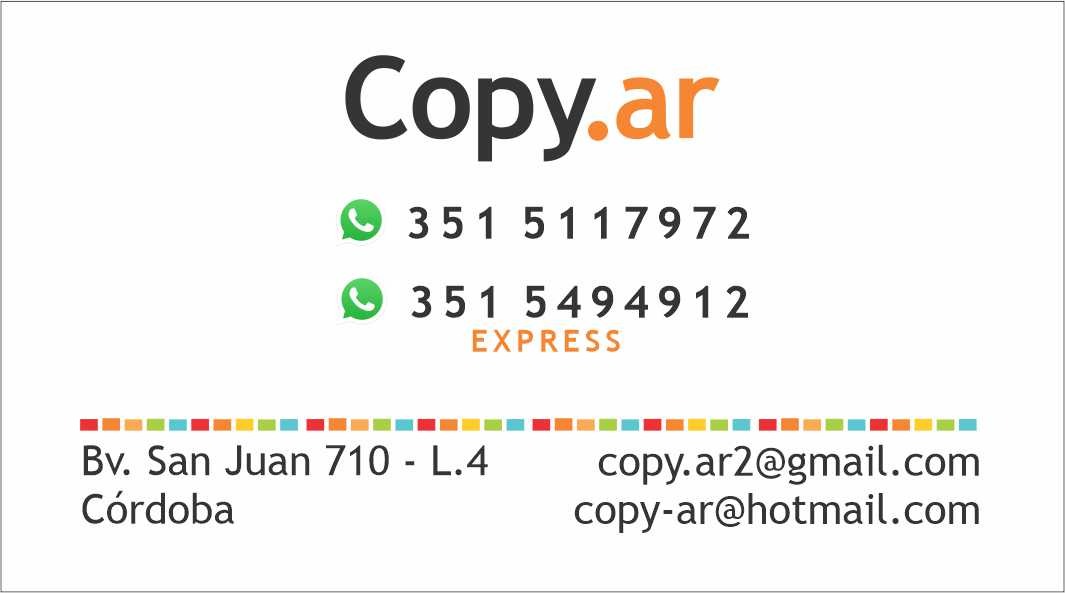 Copy.ar
351 5117972
351 5494912
EXPRESS
Bv. San Juan 710 - L.4
Córdoba
copy.ar2@gmail.com
copy-ar@hotmail.com